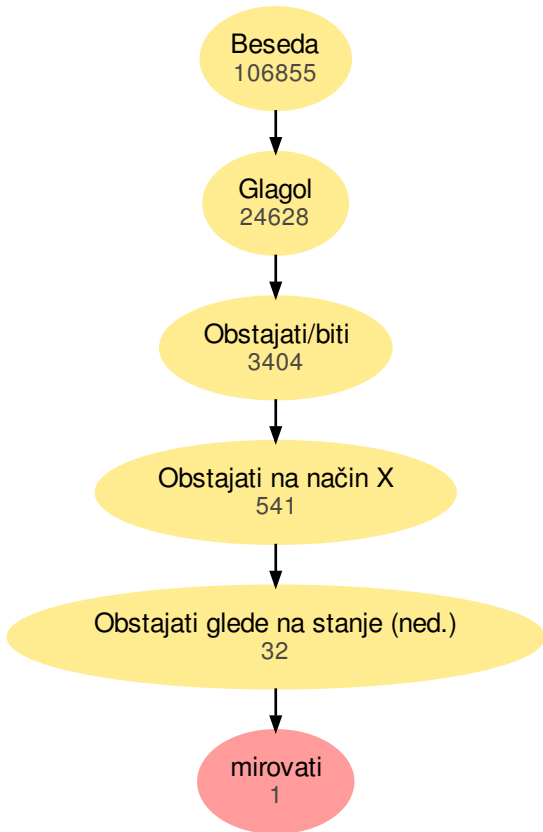 Beseda
106855
Glagol
24628
Obstajati/biti
3404
Obstajati na način X
541
Obstajati glede na stanje (ned.)
32
mirovati
1